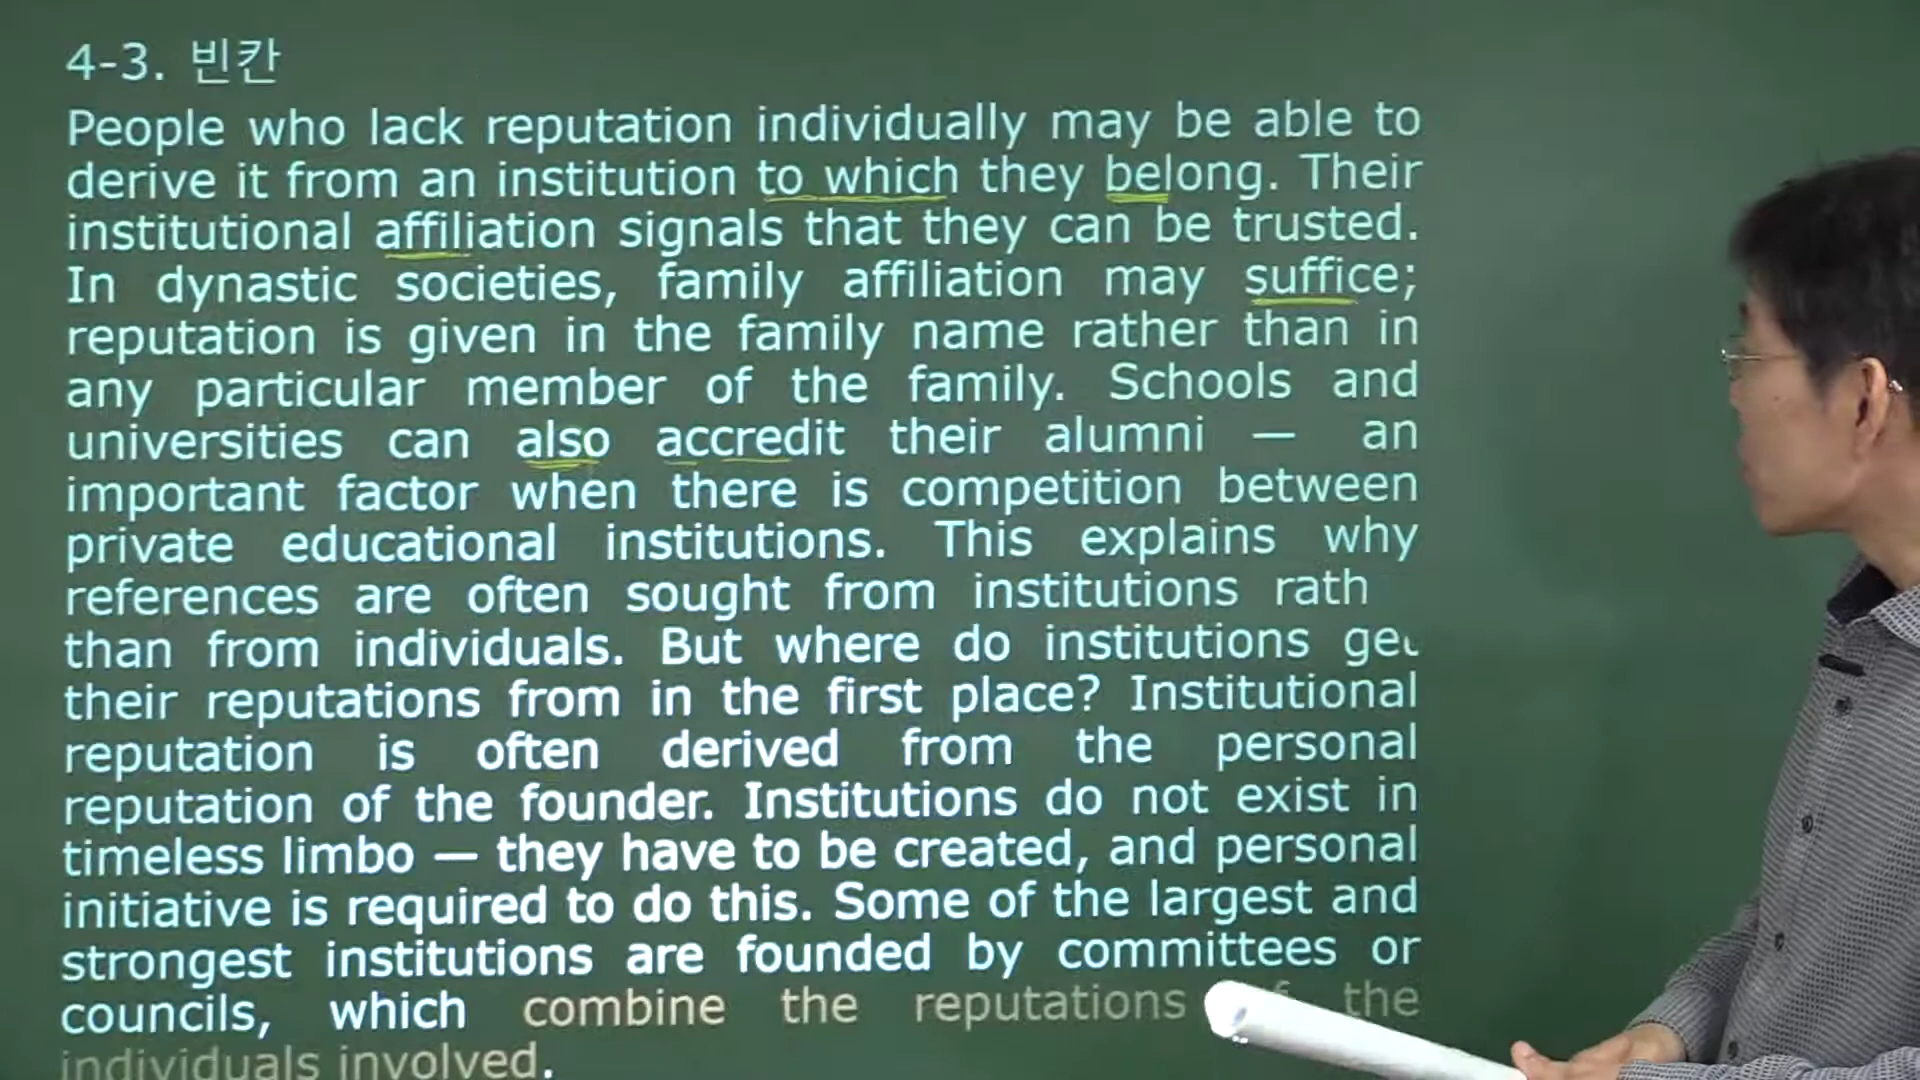 4-3. 빈칸
People who lack reputation individually may be able to
derive it from an institution to which they belong. Their
institutional affiliation signals that they can be trusted.
In dynastic societies, family affiliation may suffice;
reputation is given in the family name rather than in
any particular member of the family. Schools and
universities can also accredit their alumni — an
important factor when there is competition between
private educational institutions. This explains why
references are often sought from institutions rath
than from individuals. But where do institutions get
their reputations from in the first place? Institutional
reputation is often derived from the personal
reputation of the founder. Institutions do not exist in
timeless limbo — they have to be created, and personal
initiative is required to do this. Some of the largest and
strongest institutions are founded by committees or
councils, which combine the reputations the
individuals involved.